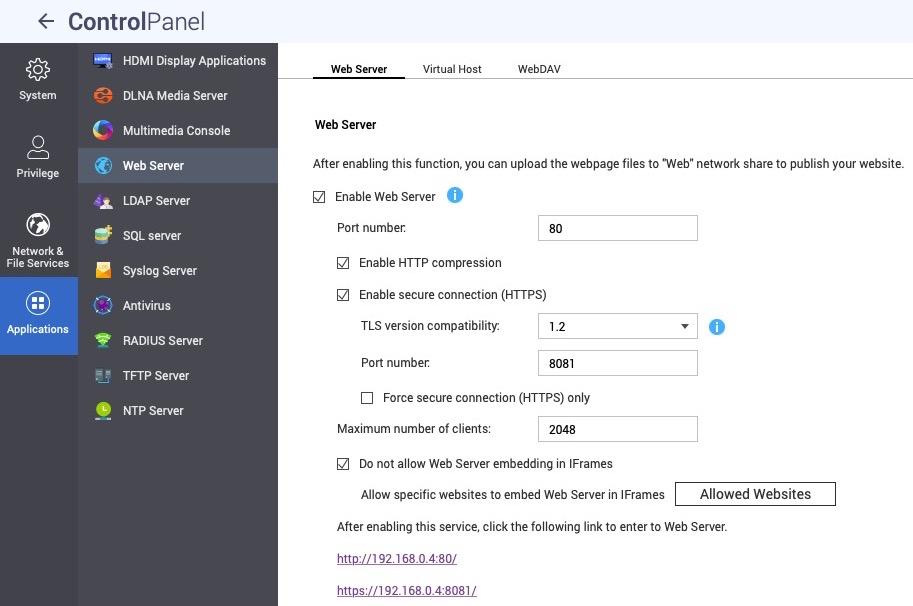 ControlPanel
System
Privilege
Network &
File Services
Applications
HDMI Display Applications
DLNA Media Server
Multimedia Console
Web Server
LDAP Server
SQL server
Syslog Server
Antivirus
RADIUS Server
TFTP Server
NTP Server
Web Server
Virtual Host
WebDAV
Web Server
After enabling this function, you can upload the webpage files to "Web" network share to publish your website.
Enable Web Server
Port number: 80
Enable HTTP compression
Enable secure connection (HTTPS)
TLS version compatibility: 1.2
Port number: 8081
Force secure connection (HTTPS) only
Maximum number of clients: 2048
Do not allow Web Server embedding in IFrames
Allow specific websites to embed Web Server in IFrames Allowed Websites
After enabling this service, click the following link to enter to Web Server.
http://192.168.0.4:80/
https://192.168.0.4:8081/